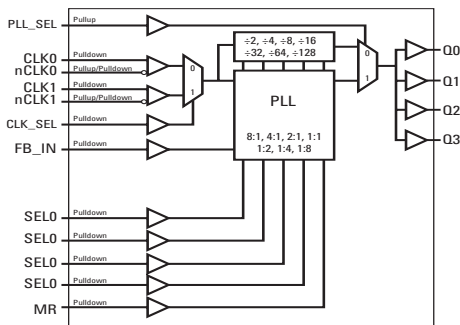 PLL_SEL Pullup
÷2, ÷4, ÷8, ÷16
÷32, ÷64, ÷128
0
1
Q0
Q1
Q2
Q3
CLK0 Pulldown
nCLK0 Pullup/Pulldown
CLK1 Pulldown
nCLK1 Pullup/Pulldown
0
1
CLK_SEL Pulldown
FB_IN Pulldown
PLL
8:1, 4:1, 2:1, 1:1
1:2, 1:4, 1:8
SEL0 Pulldown
SEL0 Pulldown
SEL0 Pulldown
SEL0 Pulldown
MR Pulldown